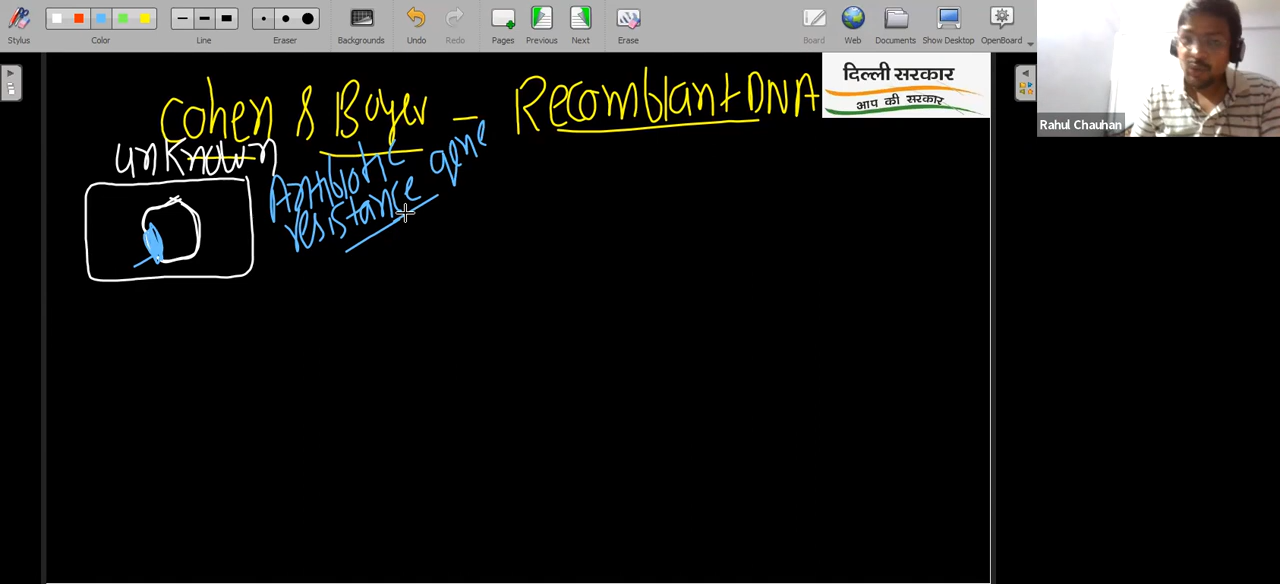 Stylus Color Line Eraser Backgrounds Undo Redo Pages Previous Next Erase Board Web Documents Show Desktop OpenBoard
Cohen & Boyer - Recombiant DNA
दिल्ली सरकार
आप की सरकार
Rahul Chauhan
unknown
Antibiotic gene
resistance